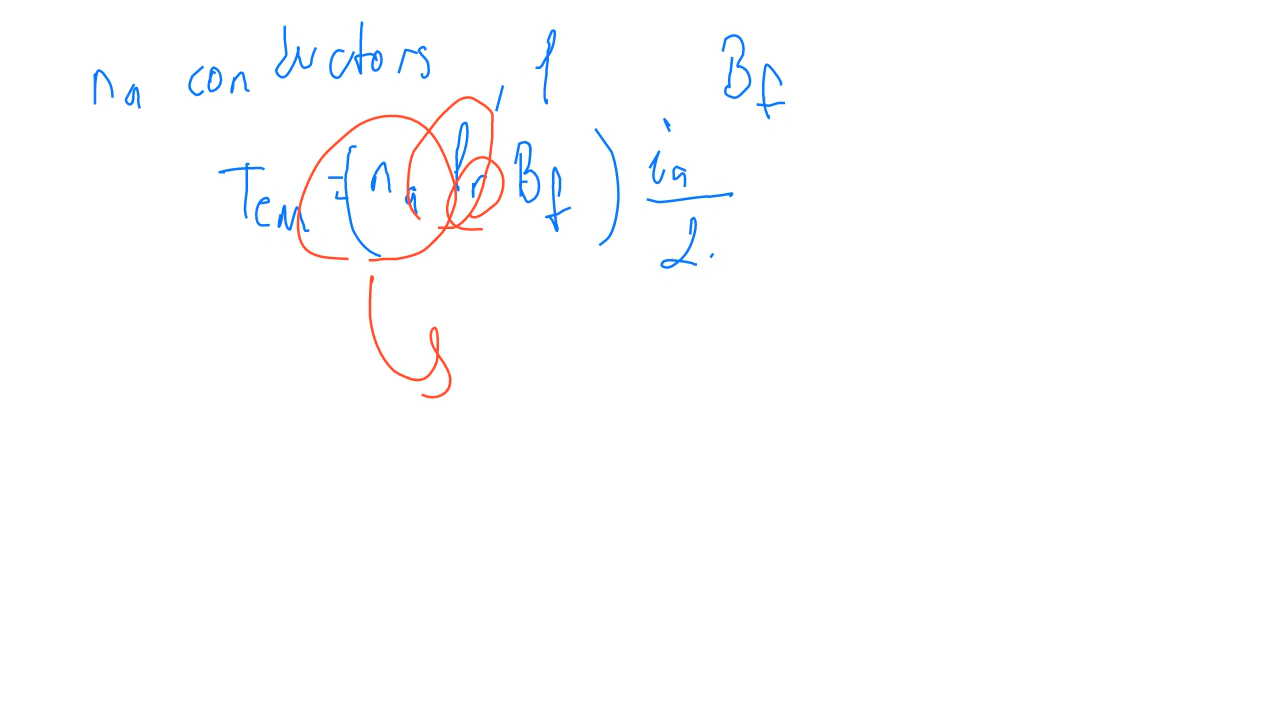 na conductors, l Bf
Tem = (na l r Bf) ia/2.